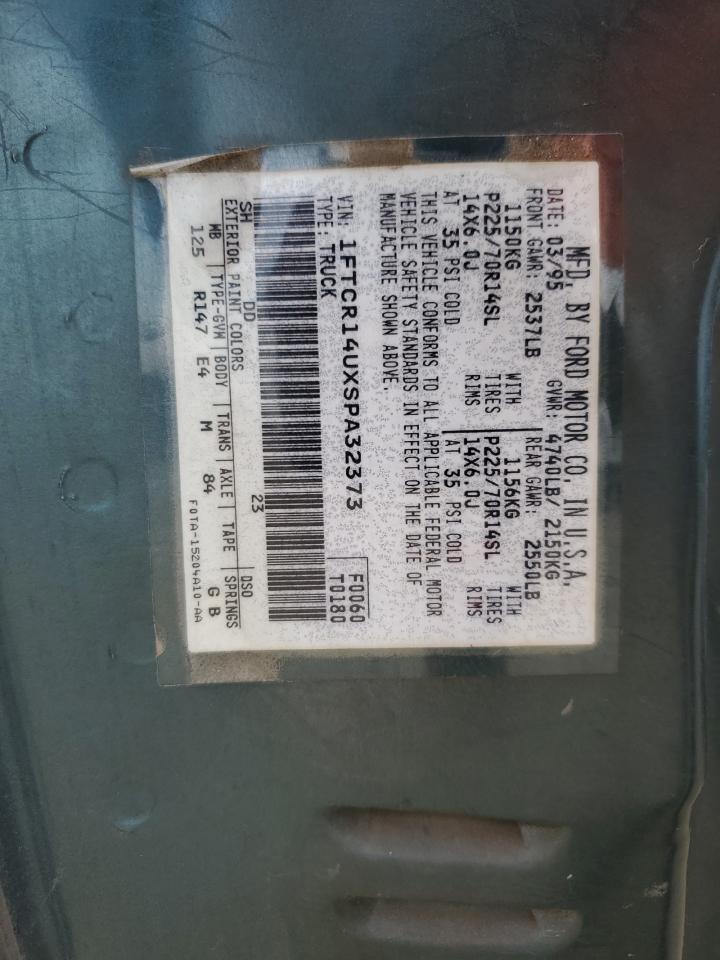 MFD. BY FORD MOTOR CO. IN U.S.A.
DATE: 03/95 GVWR: 4740LB/ 2150KG
FRONT GAWR: 2537LB REAR GAWR: 2550LB
1150KG WITH 1156KG WITH
P225/70R14SL TIRES P225/70R14SL TIRES
14X6.0J RIMS 14X6.0J RIMS
AT 35 PSI COLD AT 35 PSI COLD
THIS VEHICLE CONFORMS TO ALL APPLICABLE FEDERAL MOTOR
VEHICLE SAFETY STANDARDS IN EFFECT ON THE DATE OF
MANUFACTURE SHOWN ABOVE.
VIN: 1FTCR14UXSPA32373 F0060
TYPE: TRUCK T0180
SH DD 23
EXTERIOR PAINT COLORS DSO
MB TYPE-GVM BODY TRANS AXLE TAPE SPRINGS
125 R147 E4 M 84 G B
F0TA-15204A10-AA